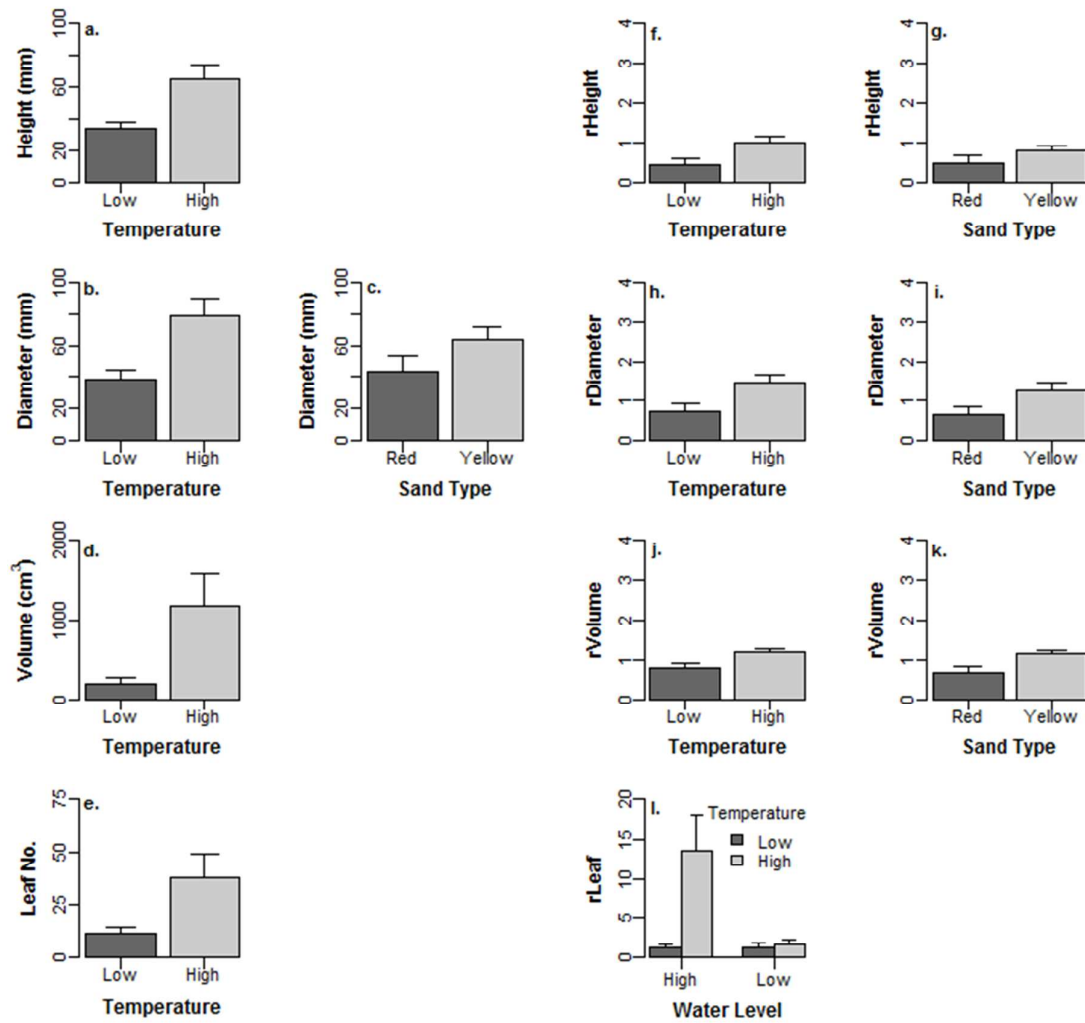 a.
Height (mm)
0 20 60 100
Low High
Temperature
f.
rHeight
0 1 2 3 4
Low High
Temperature
g.
rHeight
0 1 2 3 4
Red Yellow
Sand Type
b.
Diameter (mm)
0 20 60 100
Low High
Temperature
c.
Diameter (mm)
0 20 60 100
Red Yellow
Sand Type
h.
rDiameter
0 1 2 3 4
Low High
Temperature
i.
rDiameter
0 1 2 3 4
Red Yellow
Sand Type
d.
Volume (cm³)
0 1000 2000
Low High
Temperature
j.
rVolume
0 1 2 3 4
Low High
Temperature
k.
rVolume
0 1 2 3 4
Red Yellow
Sand Type
e.
Leaf No.
0 25 50 75
Low High
Temperature
l.
rLeaf
0 5 10 15 20
Temperature
Low
High
High Low
Water Level